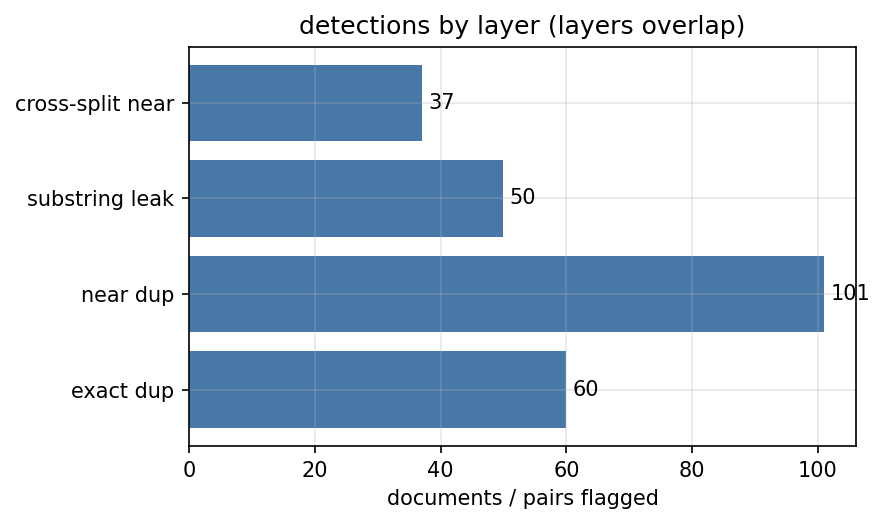 detections by layer (layers overlap)
cross-split near
37
substring leak
50
near dup
101
exact dup
60
0 20 40 60 80 100
documents / pairs flagged